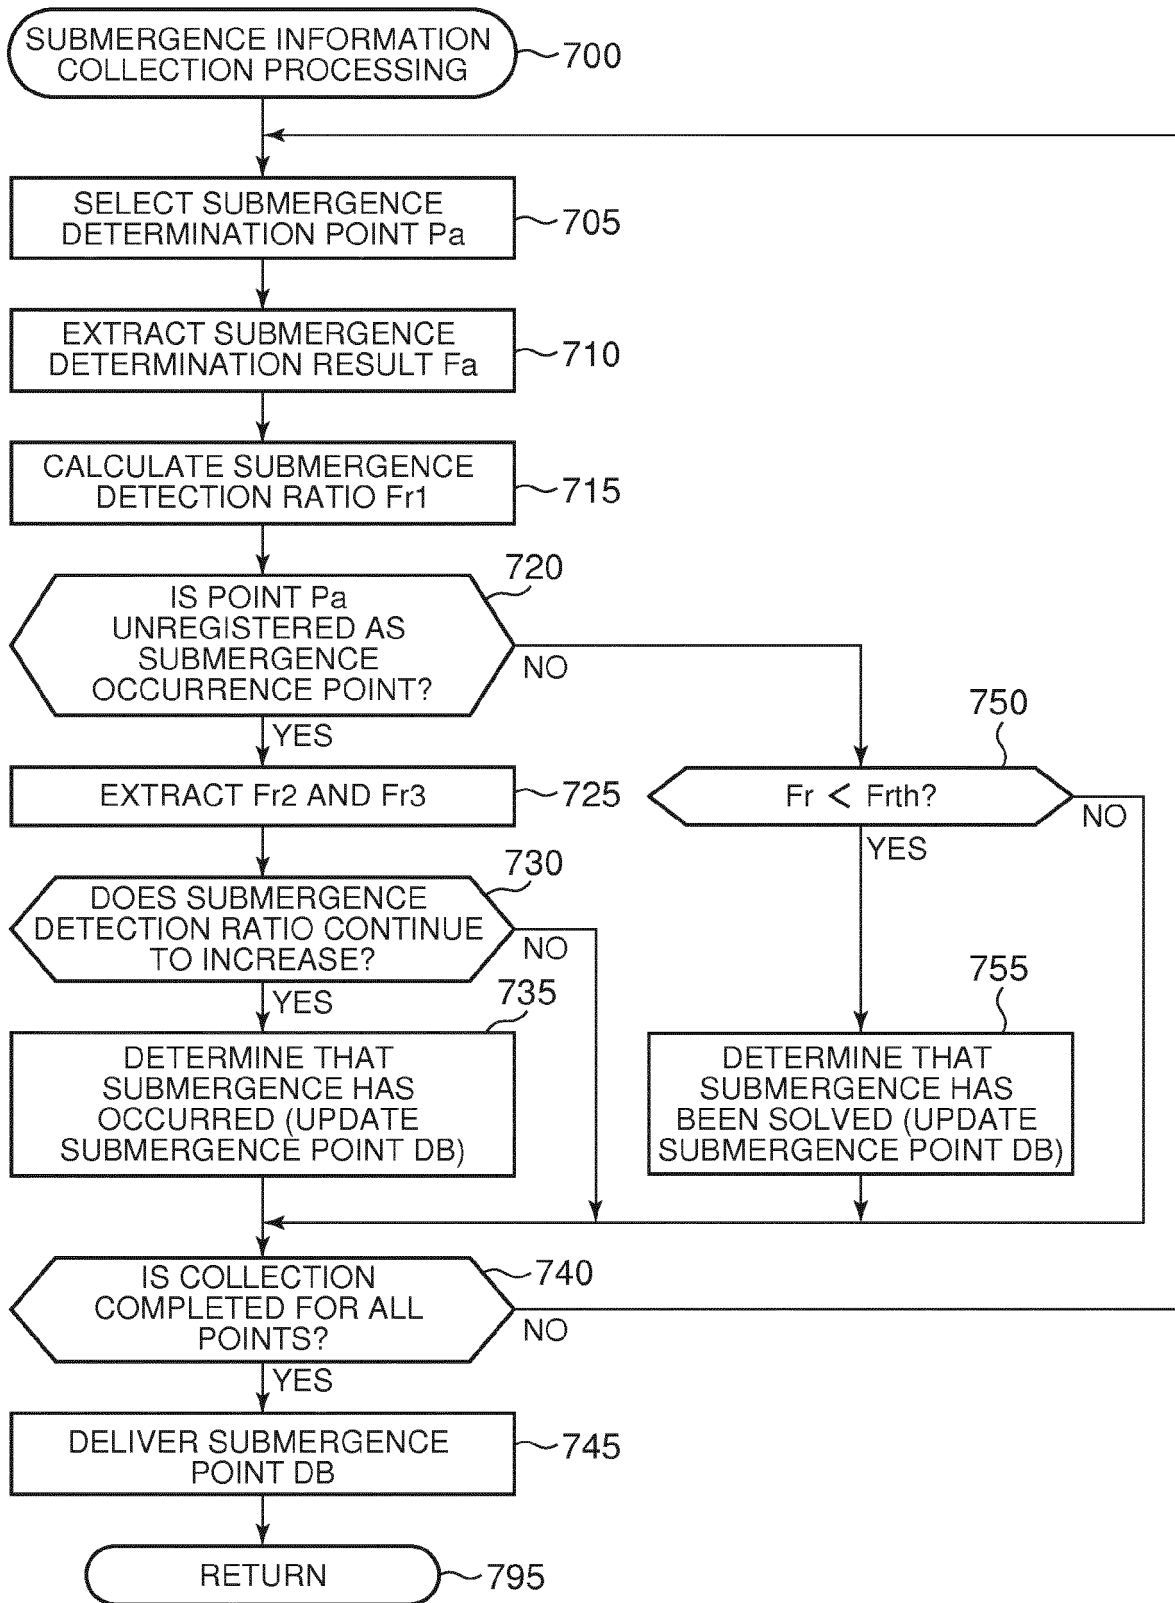 SUBMERGENCE INFORMATION
COLLECTION PROCESSING
700
SELECT SUBMERGENCE
DETERMINATION POINT Pa
705
EXTRACT SUBMERGENCE
DETERMINATION RESULT Fa
710
CALCULATE SUBMERGENCE
DETECTION RATIO Fr1
715
720
IS POINT Pa
UNREGISTERED AS
SUBMERGENCE
OCCURRENCE POINT?
NO
YES
EXTRACT Fr2 AND Fr3
725
750
Fr < Frth?
NO
YES
730
DOES SUBMERGENCE
DETECTION RATIO CONTINUE
TO INCREASE?
NO
YES
735
DETERMINE THAT
SUBMERGENCE HAS
OCCURRED (UPDATE
SUBMERGENCE POINT DB)
755
DETERMINE THAT
SUBMERGENCE HAS
BEEN SOLVED (UPDATE
SUBMERGENCE POINT DB)
740
IS COLLECTION
COMPLETED FOR ALL
POINTS?
NO
YES
DELIVER SUBMERGENCE
POINT DB
745
RETURN
795